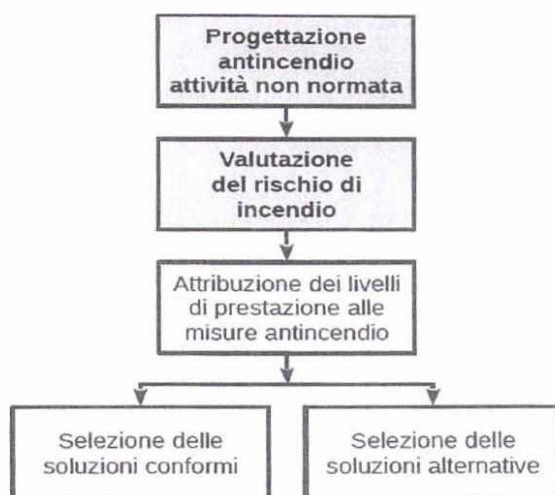 Progettazione
antincendio
attività non normata
Valutazione
del rischio di
incendio
Attribuzione dei livelli
di prestazione alle
misure antincendio
Selezione delle
soluzioni conformi
Selezione delle
soluzioni alternative